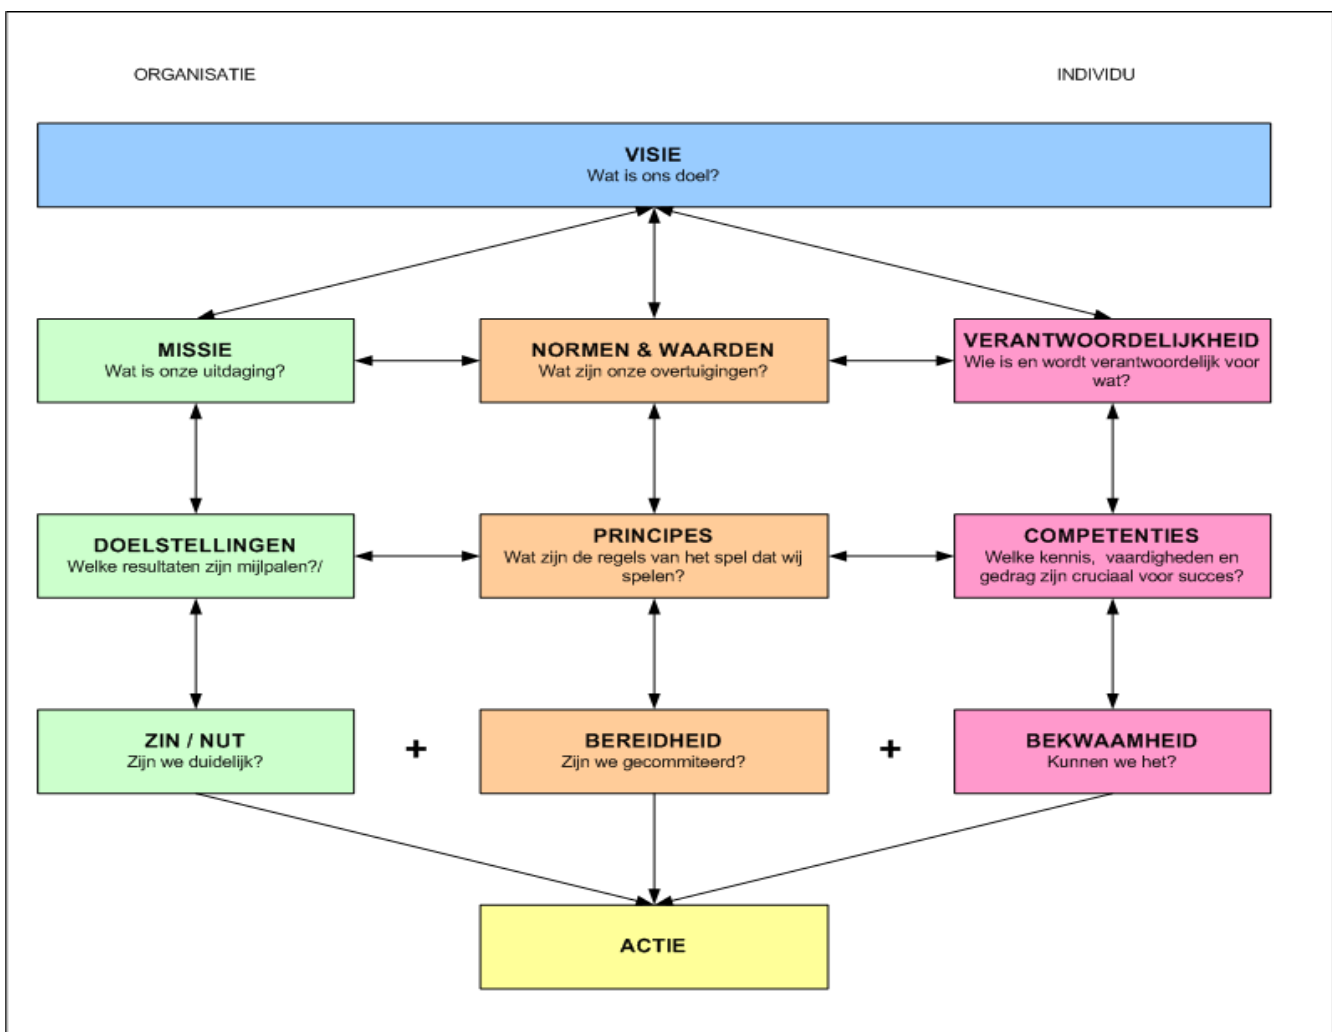 ORGANISATIE
INDIVIDU
VISIE
Wat is ons doel?
MISSIE
Wat is onze uitdaging?
NORMEN & WAARDEN
Wat zijn onze overtuigingen?
VERANTWOORDELIJKHEID
Wie is en wordt verantwoordelijk voor
wat?
DOELSTELLINGEN
Welke resultaten zijn mijlpalen?/
PRINCIPES
Wat zijn de regels van het spel dat wij
spelen?
COMPETENTIES
Welke kennis, vaardigheden en
gedrag zijn cruciaal voor succes?
ZIN / NUT
Zijn we duidelijk?
+
BEREIDHEID
Zijn we gecommiteerd?
+
BEKWAAMHEID
Kunnen we het?
ACTIE